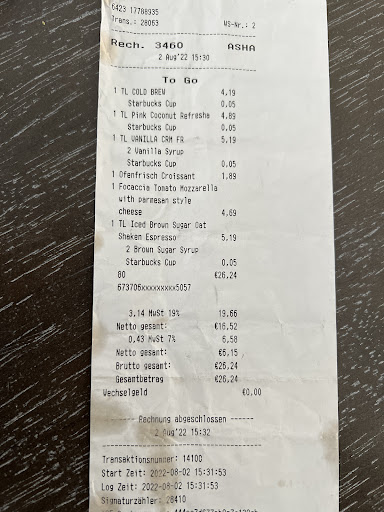 6423 17788935
Trans.: 28063 WS-Nr.: 2
Rech. 3460 ASHA
2 Aug'22 15:30
To Go
1 TL COLD BREW 4,19
Starbucks Cup 0,05
1 TL Pink Coconut Refresha 4,89
Starbucks Cup 0,05
1 TL VANILLA CRM FR 5,19
2 Vanilla Syrup
Starbucks Cup 0,05
1 Ofenfrisch Croissant 1,89
1 Focaccia Tomato Mozzarella
with parmesan style
cheese 4,69
1 TL Iced Brown Sugar Oat
Shaken Espresso 5,19
2 Brown Sugar Syrup
Starbucks Cup 0,05
80 €26,24
673706xxxxxxxxx5057
3,14 MwSt 19% 19,66
Netto gesamt: €16,52
0,43 MwSt 7% 6,58
Netto gesamt: €6,15
Brutto gesamt: €26,24
Gesamtbetrag €26,24
Wechselgeld €0,00
----- Rechnung abgeschlossen -----
2 Aug'22 15:32
Transaktionsnummer: 14100
Start Zeit: 2022-08-02 15:31:53
Log Zeit: 2022-08-02 15:31:53
Signaturzähler: 28410